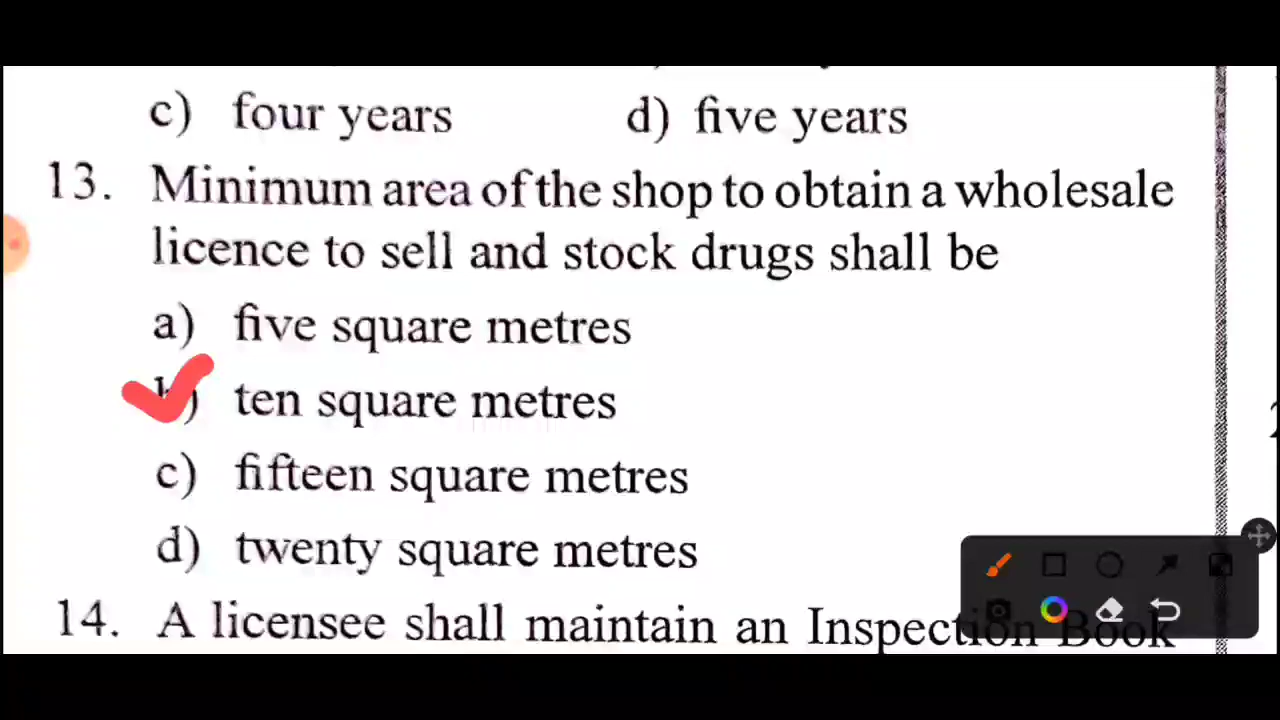 c) four years d) five years
13. Minimum area of the shop to obtain a wholesale
licence to sell and stock drugs shall be
a) five square metres
b) ten square metres
c) fifteen square metres
d) twenty square metres
14. A licensee shall maintain an Inspection Book